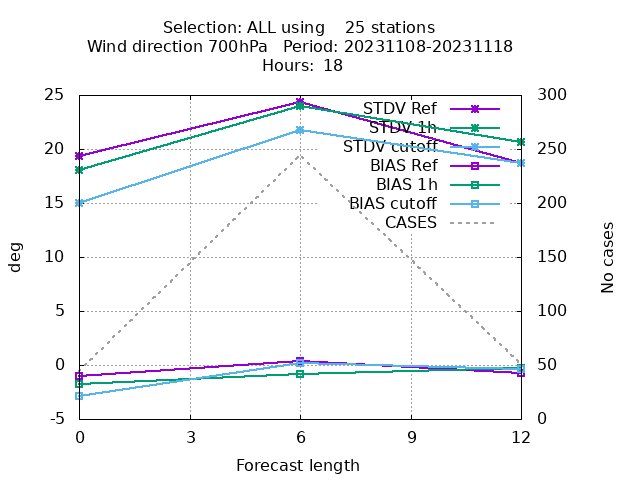 Selection: ALL using    25 stations
Wind direction 700hPa   Period: 20231108-20231118
Hours: 18
25
20
15
10
5
0
-5
deg
300
250
200
150
100
50
0
No cases
STDV Ref
STDV 1h
STDV cutoff
BIAS Ref
BIAS 1h
BIAS cutoff
CASES
0
3
6
9
12
Forecast length